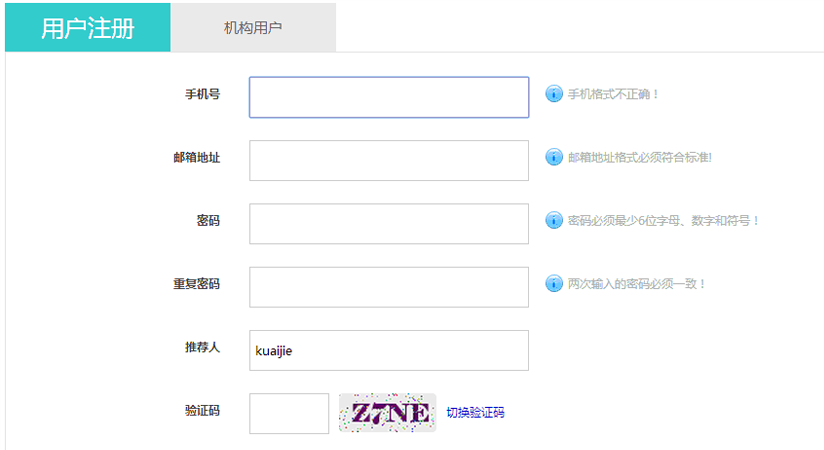 用户注册 机构用户
手机号 手机格式不正确！
邮箱地址 邮箱地址格式必须符合标准!
密码 密码必须最少6位字母、数字和符号！
重复密码 两次输入的密码必须一致！
推荐人 kuaijie
验证码 Z7NE 切换验证码